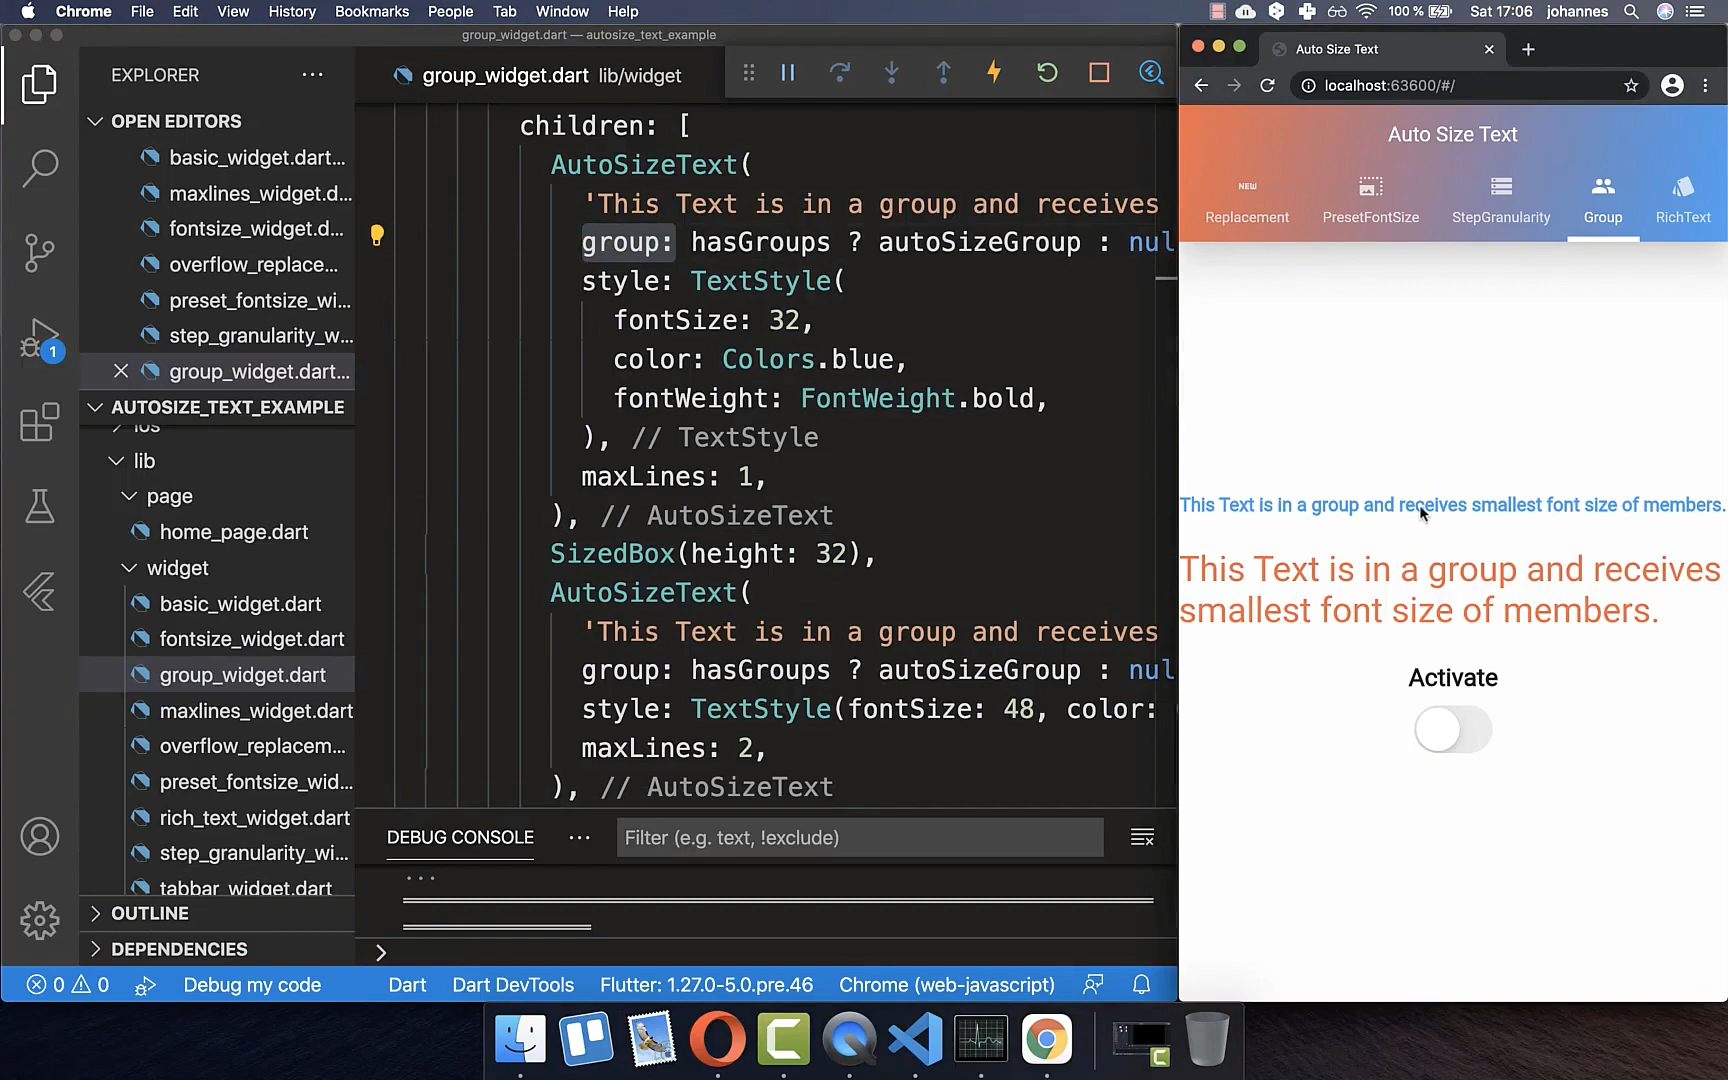 Chrome File Edit View History Bookmarks People Tab Window Help 100 % Sat 17:06 johannes
group_widget.dart — autosize_text_example
EXPLORER
OPEN EDITORS
basic_widget.dart...
maxlines_widget.d...
fontsize_widget.d...
overflow_replace...
preset_fontsize_wi...
step_granularity_w...
group_widget.dart...
AUTOSIZE_TEXT_EXAMPLE
ios
lib
page
home_page.dart
widget
basic_widget.dart
fontsize_widget.dart
group_widget.dart
maxlines_widget.dart
overflow_replacem...
preset_fontsize_wid...
rich_text_widget.dart
step_granularity_wi...
tabbar_widget.dart
OUTLINE
DEPENDENCIES
1
group_widget.dart lib/widget
children: [
AutoSizeText(
'This Text is in a group and receives
group: hasGroups ? autoSizeGroup : nul
style: TextStyle(
fontSize: 32,
color: Colors.blue,
fontWeight: FontWeight.bold,
), // TextStyle
maxLines: 1,
), // AutoSizeText
SizedBox(height: 32),
AutoSizeText(
'This Text is in a group and receives
group: hasGroups ? autoSizeGroup : nul
style: TextStyle(fontSize: 48, color:
maxLines: 2,
), // AutoSizeText
DEBUG CONSOLE ... Filter (e.g. text, !exclude)
...
0 0 Debug my code Dart Dart DevTools Flutter: 1.27.0-5.0.pre.46 Chrome (web-javascript)
Auto Size Text
localhost:63600/#/
Auto Size Text
NEW
Replacement PresetFontSize StepGranularity Group RichText
This Text is in a group and receives smallest font size of members.
This Text is in a group and receives
smallest font size of members.
Activate